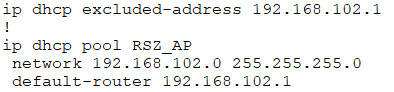 ip dhcp excluded-address 192.168.102.1
!
ip dhcp pool RSZ_AP
 network 192.168.102.0 255.255.255.0
 default-router 192.168.102.1